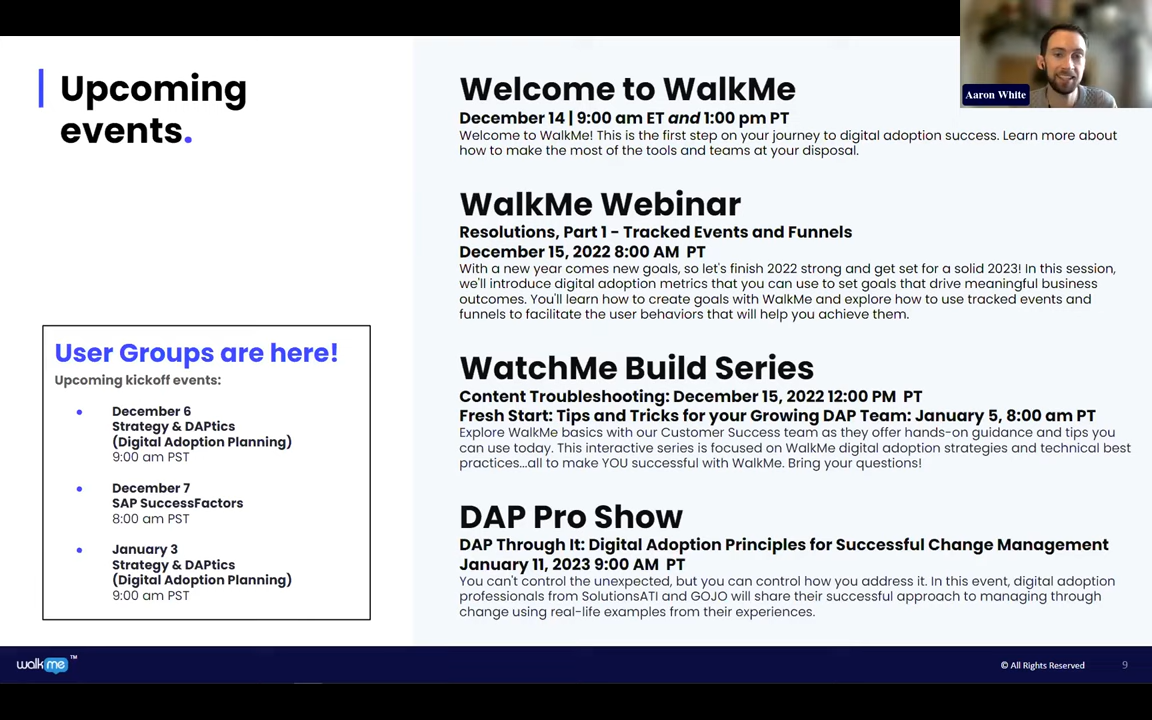 Upcoming
events.
User Groups are here!
Upcoming kickoff events:
• December 6
Strategy & DAPtics
(Digital Adoption Planning)
9:00 am PST
• December 7
SAP SuccessFactors
8:00 am PST
• January 3
Strategy & DAPtics
(Digital Adoption Planning)
9:00 am PST
Welcome to WalkMe
December 14 | 9:00 am ET and 1:00 pm PT
Welcome to WalkMe! This is the first step on your journey to digital adoption success. Learn more about
how to make the most of the tools and teams at your disposal.
WalkMe Webinar
Resolutions, Part 1 - Tracked Events and Funnels
December 15, 2022 8:00 AM PT
With a new year comes new goals, so let's finish 2022 strong and get set for a solid 2023! In this session,
we'll introduce digital adoption metrics that you can use to set goals that drive meaningful business
outcomes. You'll learn how to create goals with WalkMe and explore how to use tracked events and
funnels to facilitate the user behaviors that will help you achieve them.
WatchMe Build Series
Content Troubleshooting: December 15, 2022 12:00 PM PT
Fresh Start: Tips and Tricks for your Growing DAP Team: January 5, 8:00 am PT
Explore WalkMe basics with our Customer Success team as they offer hands-on guidance and tips you
can use today. This interactive series is focused on WalkMe digital adoption strategies and technical best
practices...all to make YOU successful with WalkMe. Bring your questions!
DAP Pro Show
DAP Through It: Digital Adoption Principles for Successful Change Management
January 11, 2023 9:00 AM PT
You can't control the unexpected, but you can control how you address it. In this event, digital adoption
professionals from SolutionsATI and GOJO will share their successful approach to managing through
change using real-life examples from their experiences.
Aaron White
walkme™
© All Rights Reserved
9